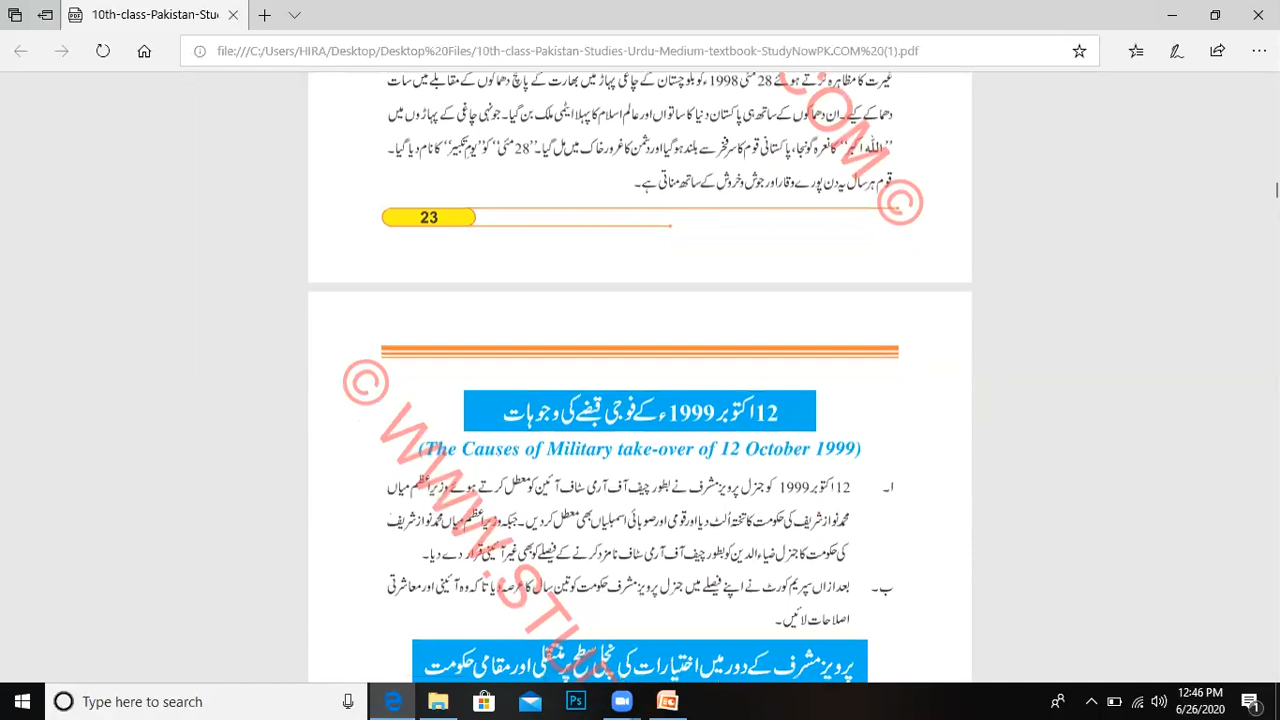 10th-class-Pakistan-Stu
file:///C:/Users/HIRA/Desktop/Desktop%20Files/10th-class-Pakistan-Studies-Urdu-Medium-textbook-StudyNowPK.COM%20(1).pdf
غیرت کا مظاہرہ کرتے ہوئے 28 مئی 1998ء کو بلوچستان کے چاغی پہاڑ میں بھارت کے پانچ دھماکوں کے مقابلے میں سات
دھماکے کیے۔ ان دھماکوں کے ساتھ ہی پاکستان دنیا کا ساتواں اور عالم اسلام کا پہلا ایٹمی ملک بن گیا۔ جونہی چاغی کے پہاڑوں میں
”اللہ اکبر“ کا نعرہ گونجا، پاکستانی قوم کا سر فخر سے بلند ہو گیا اور دشمن کا غرور خاک میں مل گیا۔ ”28 مئی“ کو ”یومِ تکبیر“ کا نام دیا گیا۔
قوم ہر سال یہ دن پورے وقار اور جوش و خروش کے ساتھ مناتی ہے۔
23
12 اکتوبر 1999ء کے فوجی قبضے کی وجوہات
(The Causes of Military take-over of 12 October 1999)
ا۔ 12 اکتوبر 1999 کو جنرل پرویز مشرف نے بطور چیف آف آرمی سٹاف آئین کو معطل کرتے ہوئے وزیراعظم میاں
محمد نواز شریف کی حکومت کا تختہ اُلٹ دیا اور قومی اور صوبائی اسمبلیاں بھی معطل کر دیں۔ جبکہ وزیراعظم میاں محمد نواز شریف
کی حکومت کا جنرل ضیاءالدین کو بطور چیف آف آرمی سٹاف نامزد کرنے کے فیصلے کو بھی غیر آئینی قرار دے دیا۔
ب۔ بعد ازاں سپریم کورٹ نے اپنے فیصلے میں جنرل پرویز مشرف حکومت کو تین سال کا عرصہ دیا تاکہ وہ آئینی اور معاشرتی
اصلاحات لائیں۔
پرویز مشرف کے دور میں اختیارات کی نچلی سطح پر منتقلی اور مقامی حکومت
.COM ©
© WWW.STU
Type here to search
12:46 PM
6/26/2020
1